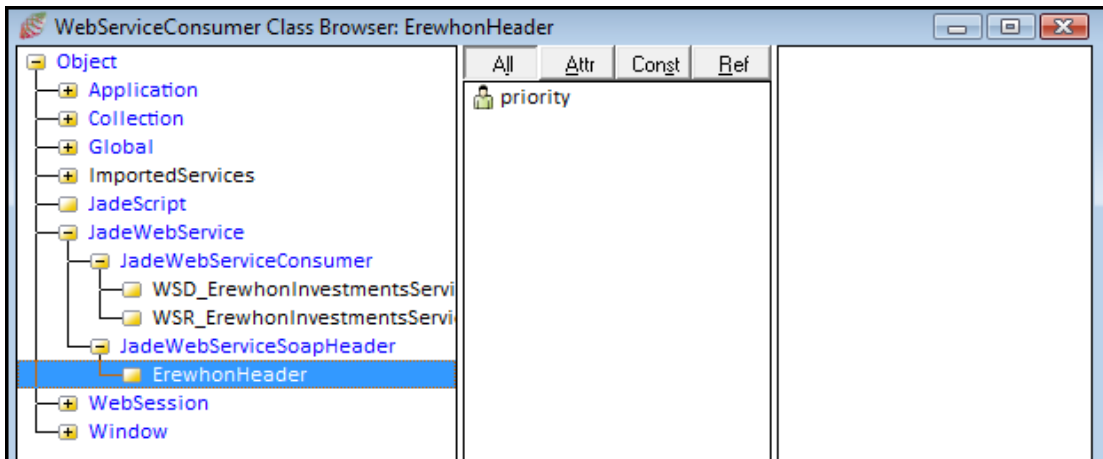 WebServiceConsumer Class Browser: ErewhonHeader
Object
Application
Collection
Global
ImportedServices
JadeScript
JadeWebService
JadeWebServiceConsumer
WSD_ErewhonInvestmentsServi
WSR_ErewhonInvestmentsServi
JadeWebServiceSoapHeader
ErewhonHeader
WebSession
Window
All Attr Const Ref
priority